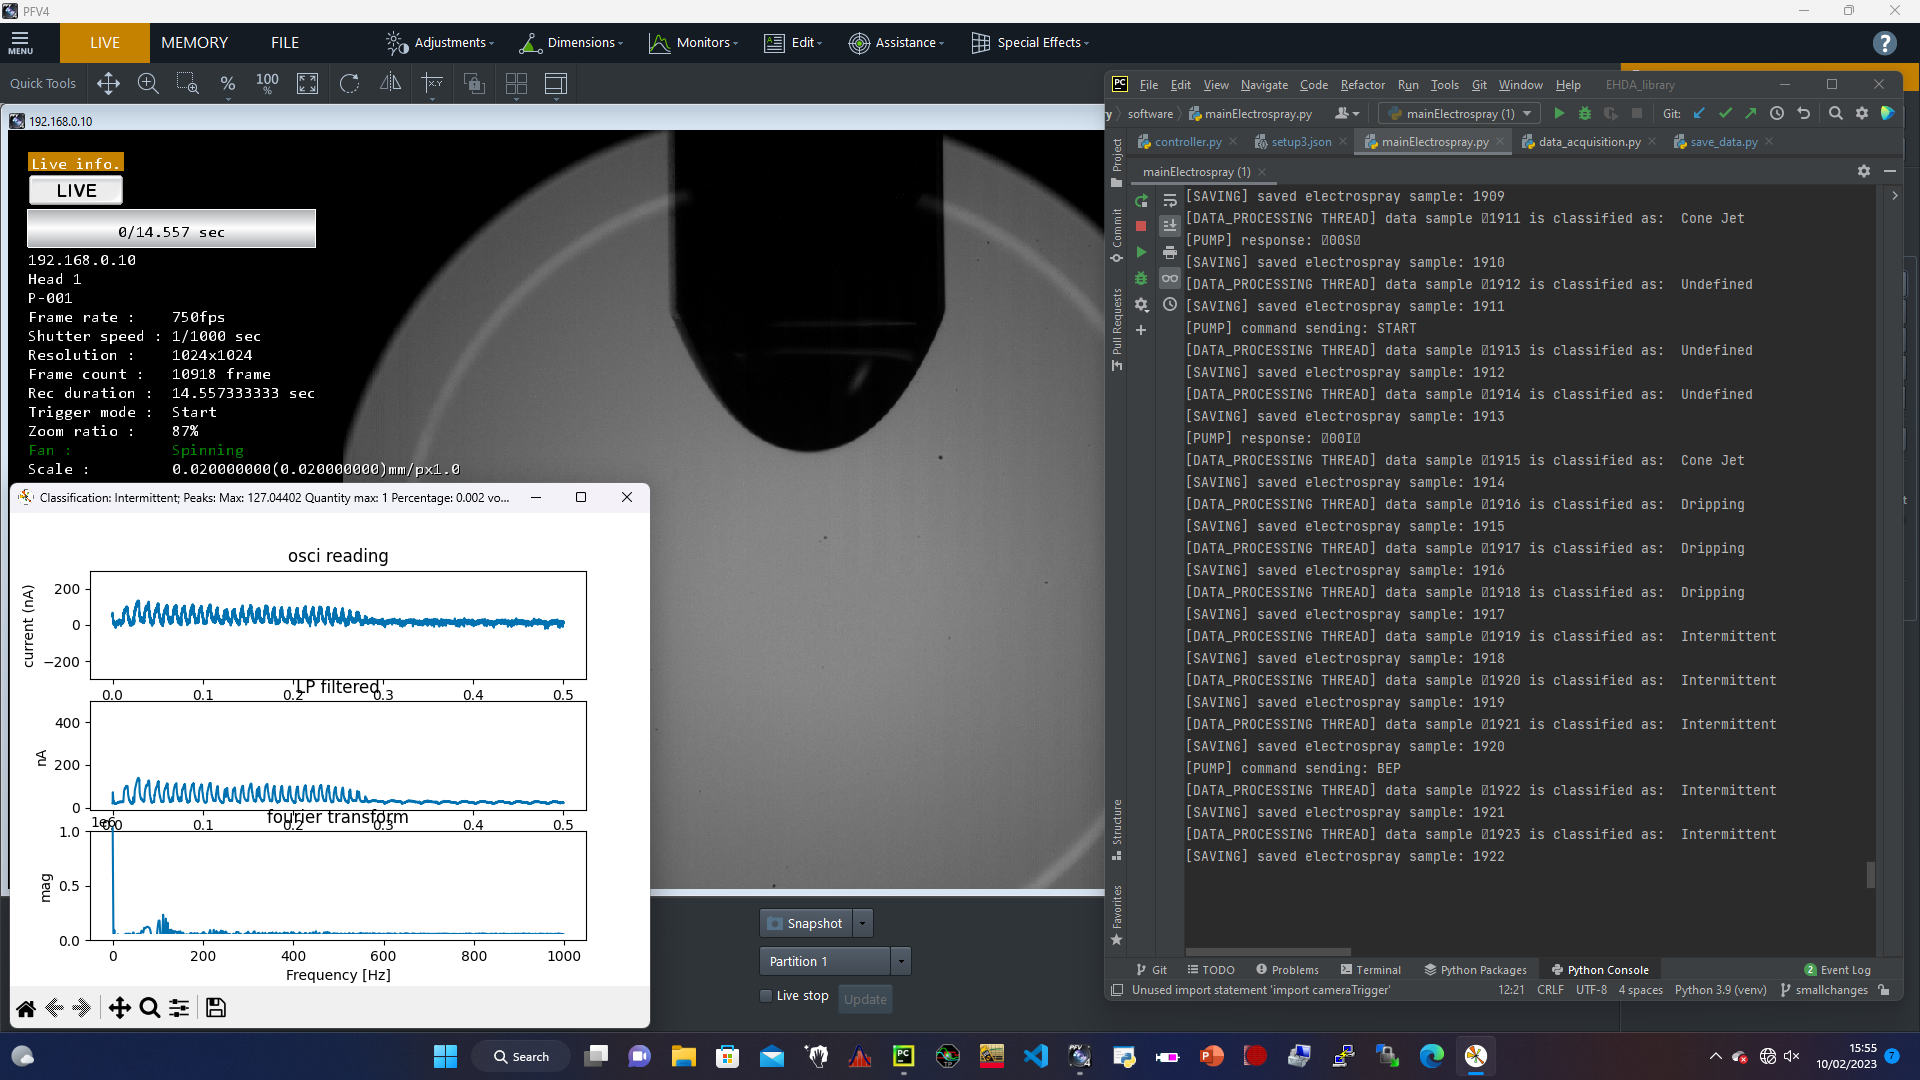 PFV4
MENU
LIVE
MEMORY
FILE
Adjustments
Dimensions
Monitors
Edit
Assistance
Special Effects
Quick Tools
%
100
%
192.168.0.10
Live info.
LIVE
0/14.557 sec
192.168.0.10
Head 1
P-001
Frame rate : 750fps
Shutter speed : 1/1000 sec
Resolution : 1024x1024
Frame count : 10918 frame
Rec duration : 14.557333333 sec
Trigger mode : Start
Zoom ratio : 87%
Fan : Spinning
Scale : 0.020000000(0.020000000)mm/px1.0
Classification: Intermittent; Peaks: Max: 127.04402 Quantity max: 1 Percentage: 0.002 vo...
osci reading
current (nA)
200
0
−200
0.0 0.1 0.2 0.3 0.4 0.5
LP filtered
nA
400
200
0
0.0 0.1 0.2 0.3 0.4 0.5
fourier transform
1e6
mag
1.0
0.5
0.0
0 200 400 600 800 1000
Frequency [Hz]
Snapshot
Partition 1
Live stop
Update
PC
File Edit View Navigate Code Refactor Run Tools Git Window Help
EHDA_library
y
software
mainElectrospray.py
mainElectrospray (1)
Git:
controller.py
setup3.json
mainElectrospray.py
data_acquisition.py
save_data.py
Project
Commit
Pull Requests
Structure
Favorites
mainElectrospray (1)
[SAVING] saved electrospray sample: 1909
[DATA_PROCESSING THREAD] data sample 1911 is classified as: Cone Jet
[PUMP] response: 00S
[SAVING] saved electrospray sample: 1910
[DATA_PROCESSING THREAD] data sample 1912 is classified as: Undefined
[SAVING] saved electrospray sample: 1911
[PUMP] command sending: START
[DATA_PROCESSING THREAD] data sample 1913 is classified as: Undefined
[SAVING] saved electrospray sample: 1912
[DATA_PROCESSING THREAD] data sample 1914 is classified as: Undefined
[SAVING] saved electrospray sample: 1913
[PUMP] response: 00I
[DATA_PROCESSING THREAD] data sample 1915 is classified as: Cone Jet
[SAVING] saved electrospray sample: 1914
[DATA_PROCESSING THREAD] data sample 1916 is classified as: Dripping
[SAVING] saved electrospray sample: 1915
[DATA_PROCESSING THREAD] data sample 1917 is classified as: Dripping
[SAVING] saved electrospray sample: 1916
[DATA_PROCESSING THREAD] data sample 1918 is classified as: Dripping
[SAVING] saved electrospray sample: 1917
[DATA_PROCESSING THREAD] data sample 1919 is classified as: Intermittent
[SAVING] saved electrospray sample: 1918
[DATA_PROCESSING THREAD] data sample 1920 is classified as: Intermittent
[SAVING] saved electrospray sample: 1919
[DATA_PROCESSING THREAD] data sample 1921 is classified as: Intermittent
[SAVING] saved electrospray sample: 1920
[PUMP] command sending: BEP
[DATA_PROCESSING THREAD] data sample 1922 is classified as: Intermittent
[SAVING] saved electrospray sample: 1921
[DATA_PROCESSING THREAD] data sample 1923 is classified as: Intermittent
[SAVING] saved electrospray sample: 1922
Git
TODO
Problems
Terminal
Python Packages
Python Console
2 Event Log
Unused import statement 'import cameraTrigger'
12:21 CRLF UTF-8 4 spaces Python 3.9 (venv) smallchanges
Search
15:55
10/02/2023
7